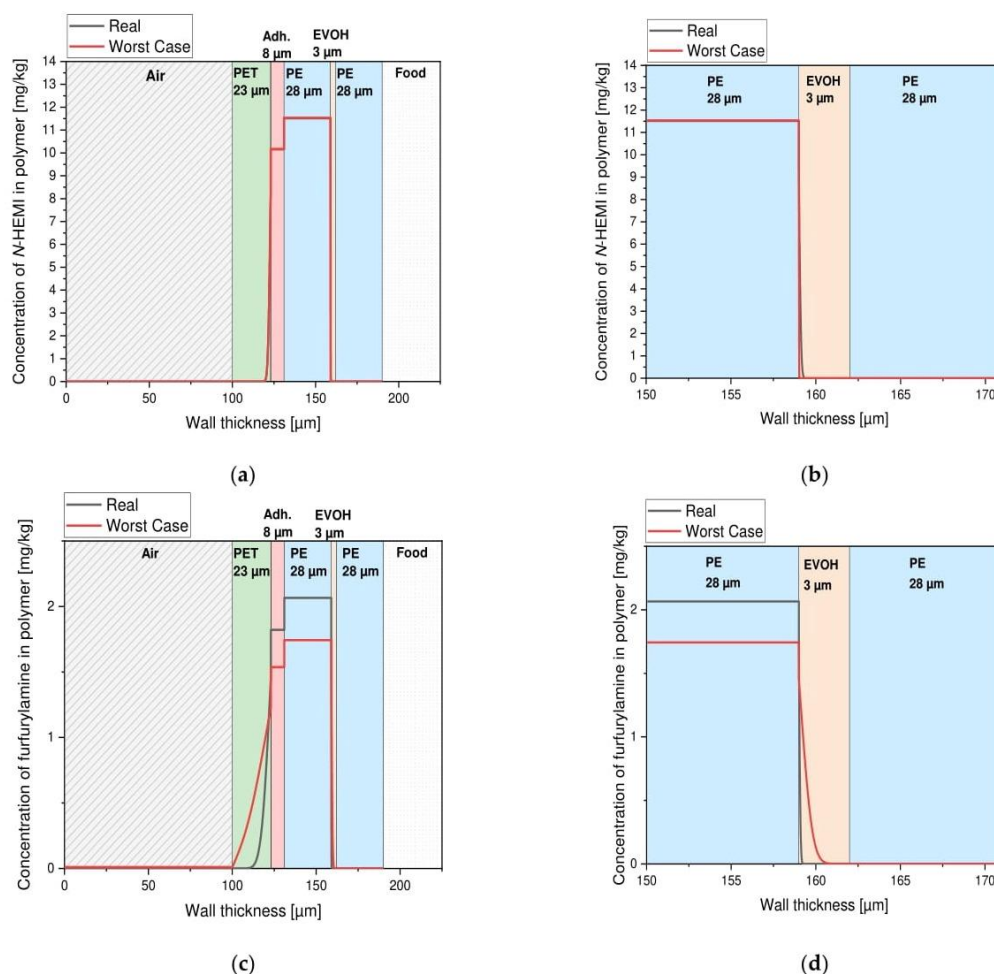 Real
Worst Case
Adh.
8 µm
EVOH
3 µm
Air
PET
23 µm
PE
28 µm
PE
28 µm
Food
Concentration of N-HEMI in polymer [mg/kg]
14
13
12
11
10
9
8
7
6
5
4
3
2
1
0
0 50 100 150 200
Wall thickness [µm]
(a)
Real
Worst Case
PE
28 µm
EVOH
3 µm
PE
28 µm
Concentration of N-HEMI in polymer [mg/kg]
14
13
12
11
10
9
8
7
6
5
4
3
2
1
0
150 155 160 165 170
Wall thickness [µm]
(b)
Real
Worst Case
Adh.
8 µm
EVOH
3 µm
Air
PET
23 µm
PE
28 µm
PE
28 µm
Food
Concentration of furfurylamine in polymer [mg/kg]
2
1
0
0 50 100 150 200
Wall thickness [µm]
(c)
Real
Worst Case
PE
28 µm
EVOH
3 µm
PE
28 µm
Concentration of furfurylamine in polymer [mg/kg]
2
1
0
150 155 160 165 170
Wall thickness [µm]
(d)